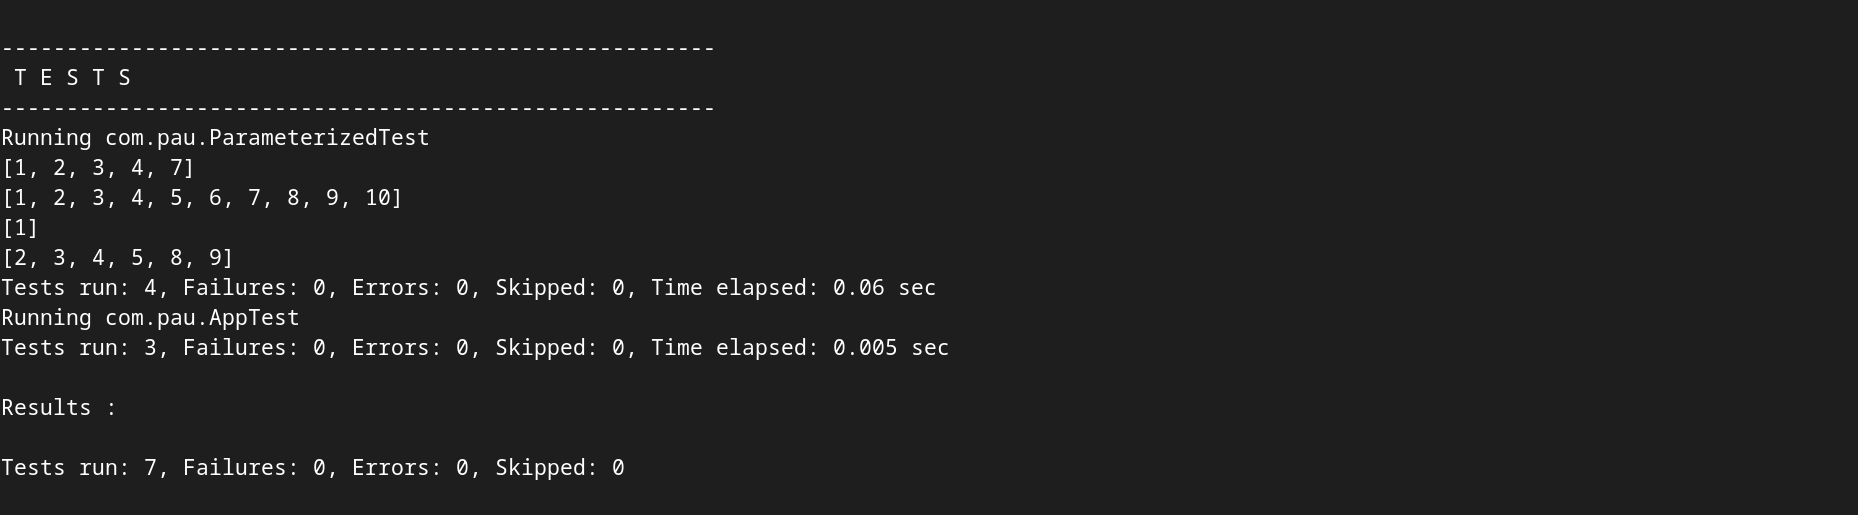 -------------------------------------------------------
 T E S T S
-------------------------------------------------------
Running com.pau.ParameterizedTest
[1, 2, 3, 4, 7]
[1, 2, 3, 4, 5, 6, 7, 8, 9, 10]
[1]
[2, 3, 4, 5, 8, 9]
Tests run: 4, Failures: 0, Errors: 0, Skipped: 0, Time elapsed: 0.06 sec
Running com.pau.AppTest
Tests run: 3, Failures: 0, Errors: 0, Skipped: 0, Time elapsed: 0.005 sec
Results :
Tests run: 7, Failures: 0, Errors: 0, Skipped: 0